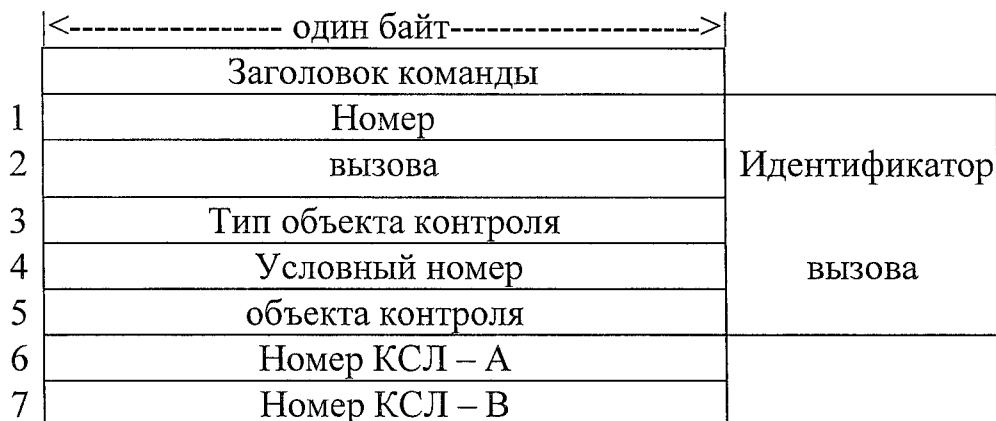 |<----------------- один байт-------------------->|
Заголовок команды
1 Номер
2 вызова Идентификатор
3 Тип объекта контроля
4 Условный номер вызова
5 объекта контроля
6 Номер КСЛ – А
7 Номер КСЛ – В